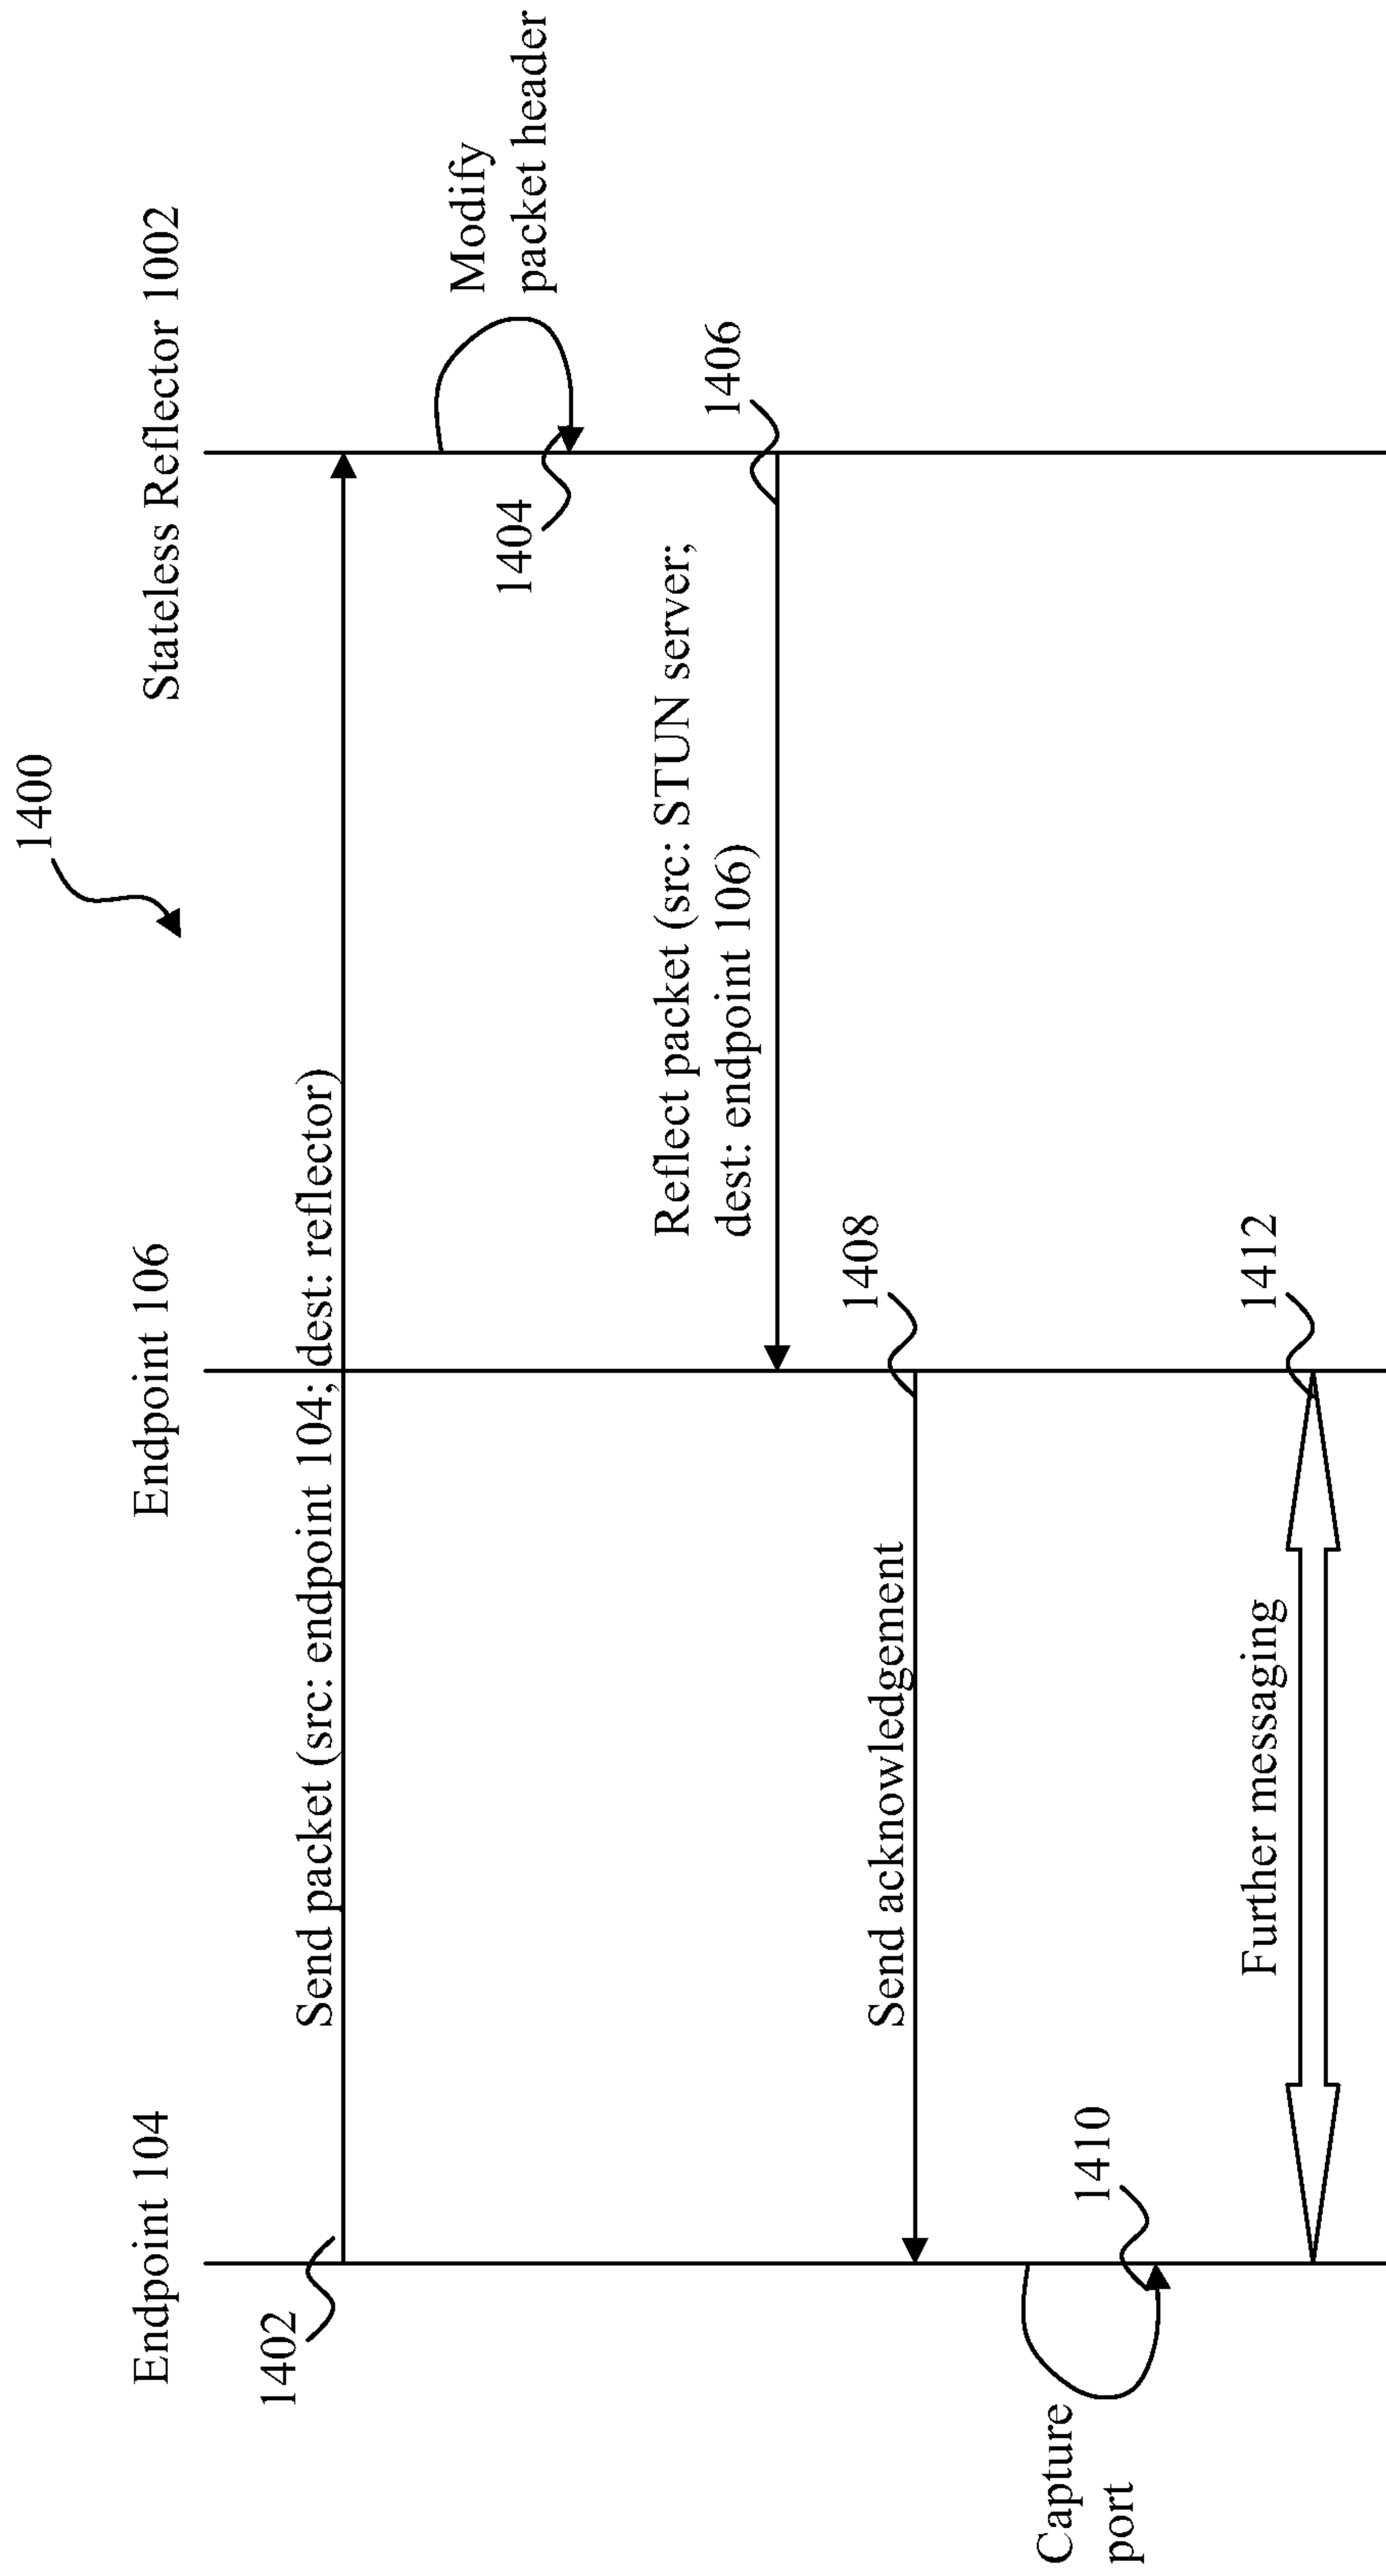 1400
Endpoint 104
Endpoint 106
Stateless Reflector 1002
1402
Send packet (src: endpoint 104; dest: reflector)
Modify
packet header
1404
Reflect packet (src: STUN server;
dest: endpoint 106)
1406
1408
Send acknowledgement
Capture
port
1410
Further messaging
1412